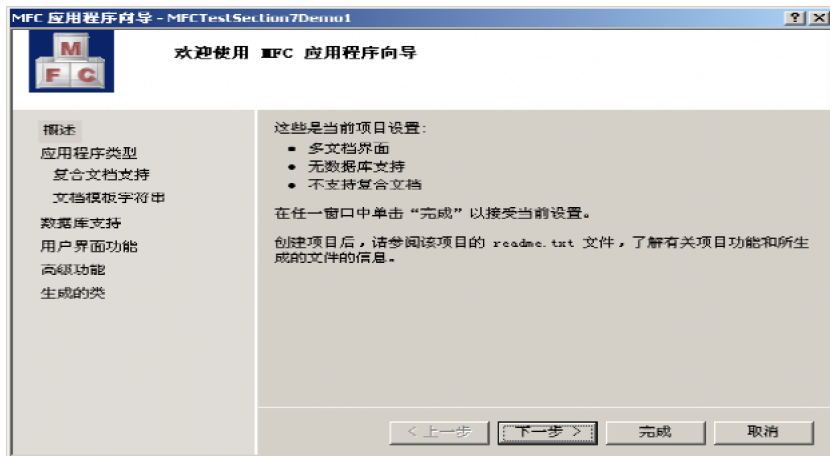 MFC 应用程序向导 - MFCTestSection7Demo1
M
F C
欢迎使用 MFC 应用程序向导
概述
应用程序类型
复合文档支持
文档模板字符串
数据库支持
用户界面功能
高级功能
生成的类
这些是当前项目设置:
• 多文档界面
• 无数据库支持
• 不支持复合文档
在任一窗口中单击“完成”以接受当前设置。
创建项目后，请参阅该项目的 readme.txt 文件，了解有关项目功能和所生
成的文件的信息。
< 上一步
下一步 >
完成
取消